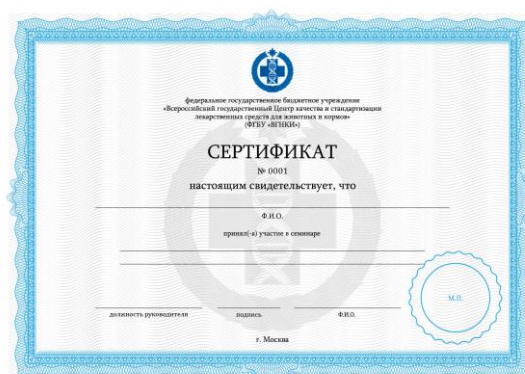 федеральное государственное бюджетное учреждение
«Всероссийский государственный Центр качества и стандартизации
лекарственных средств для животных и кормов»
(ФГБУ «ВГНКИ»)
СЕРТИФИКАТ
№ 0001
настоящим свидетельствует, что
Ф.И.О.
принял(-а) участие в семинаре
М.П.
должность руководителя подпись Ф.И.О.
г. Москва